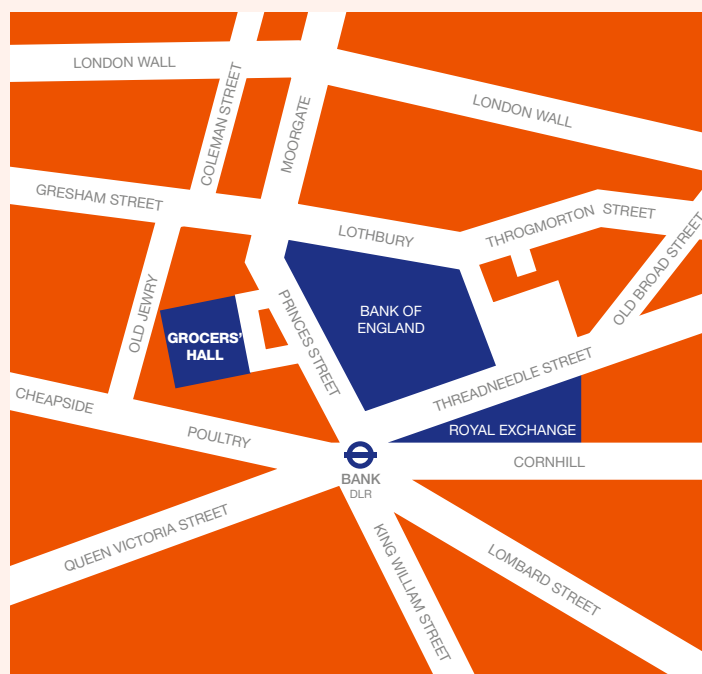 LONDON WALL
LONDON WALL
COLEMAN STREET
MOORGATE
GRESHAM STREET
LOTHBURY
THROGMORTON STREET
OLD BROAD STREET
OLD JEWRY
PRINCES STREET
BANK OF
ENGLAND
GROCERS'
HALL
THREADNEEDLE STREET
CHEAPSIDE
POULTRY
ROYAL EXCHANGE
CORNHILL
BANK
DLR
QUEEN VICTORIA STREET
KING WILLIAM STREET
LOMBARD STREET